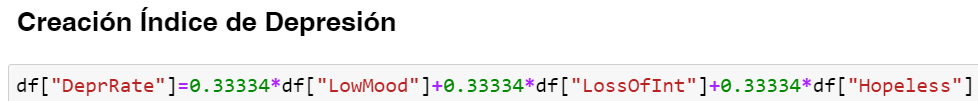 Creación Índice de Depresión
df["DeprRate"]=0.33334*df["LowMood"]+0.33334*df["LossOfInt"]+0.33334*df["Hopeless"]